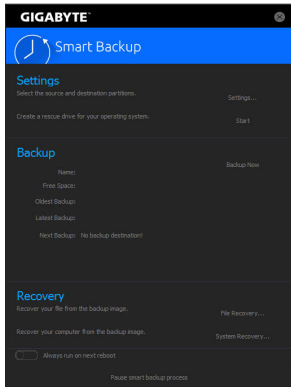 GIGABYTE™
Smart Backup
Settings
Select the source and destination partitions.
Settings...
Create a rescue drive for your operating system.
Start
Backup
Backup Now
Name:
Free Space:
Oldest Backup:
Latest Backup:
Next Backup: No backup destination!
Recovery
Recover your file from the backup image.
File Recovery...
Recover your computer from the backup image.
System Recovery...
Always run on next reboot
Pause smart backup process